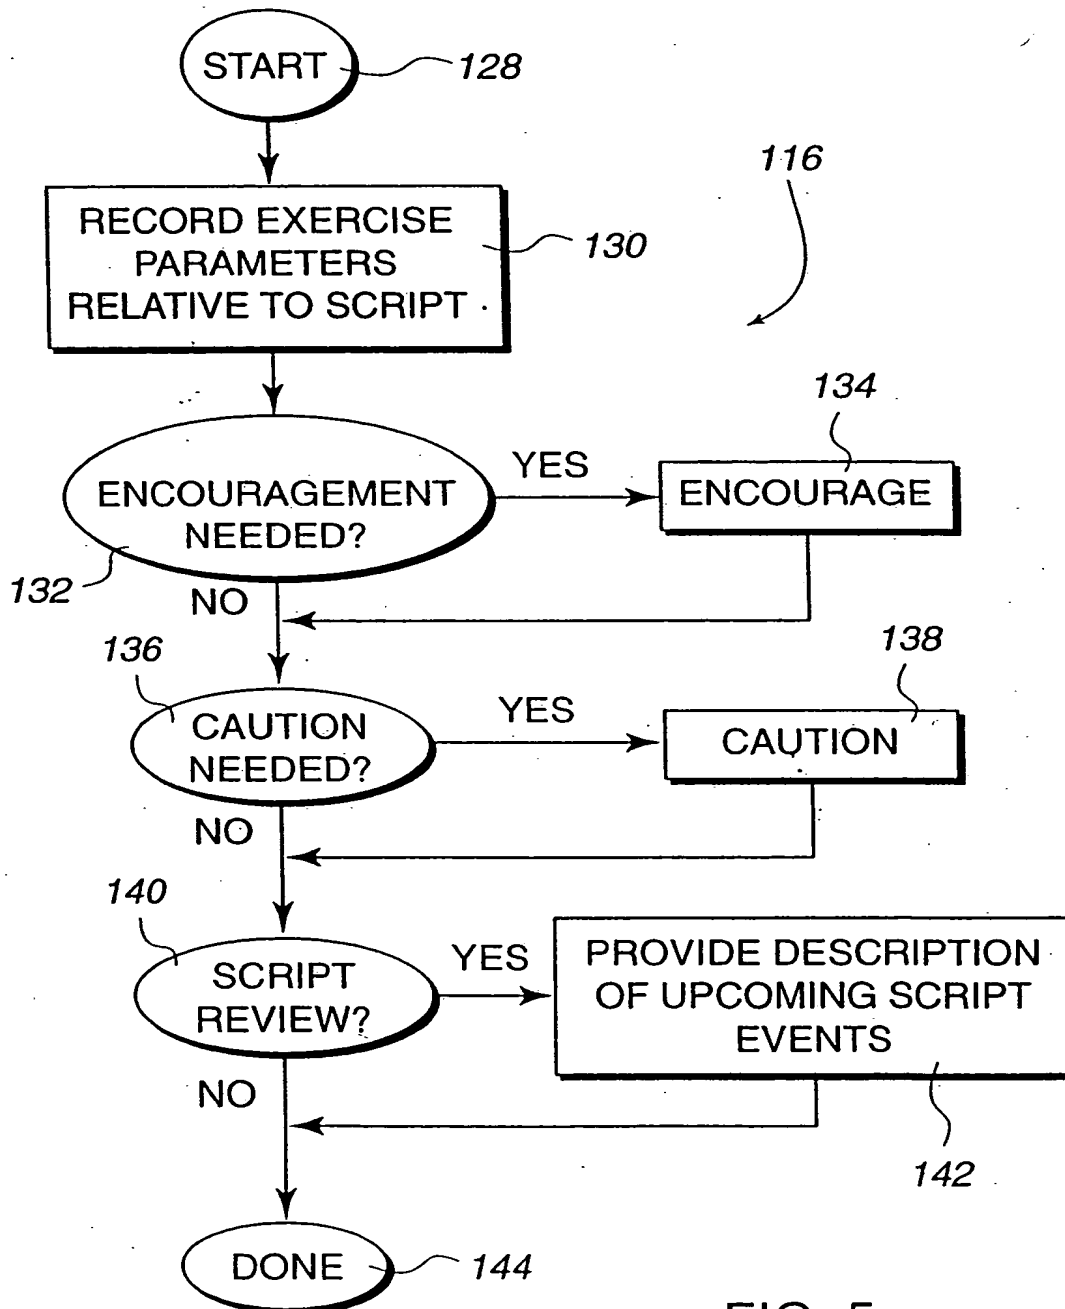 START
128
116
RECORD EXERCISE
PARAMETERS
RELATIVE TO SCRIPT
130
134
YES
ENCOURAGEMENT
NEEDED?
ENCOURAGE
132
NO
136
138
YES
CAUTION
NEEDED?
CAUTION
NO
140
YES
SCRIPT
REVIEW?
PROVIDE DESCRIPTION
OF UPCOMING SCRIPT
EVENTS
NO
142
DONE
144
FIG. 5